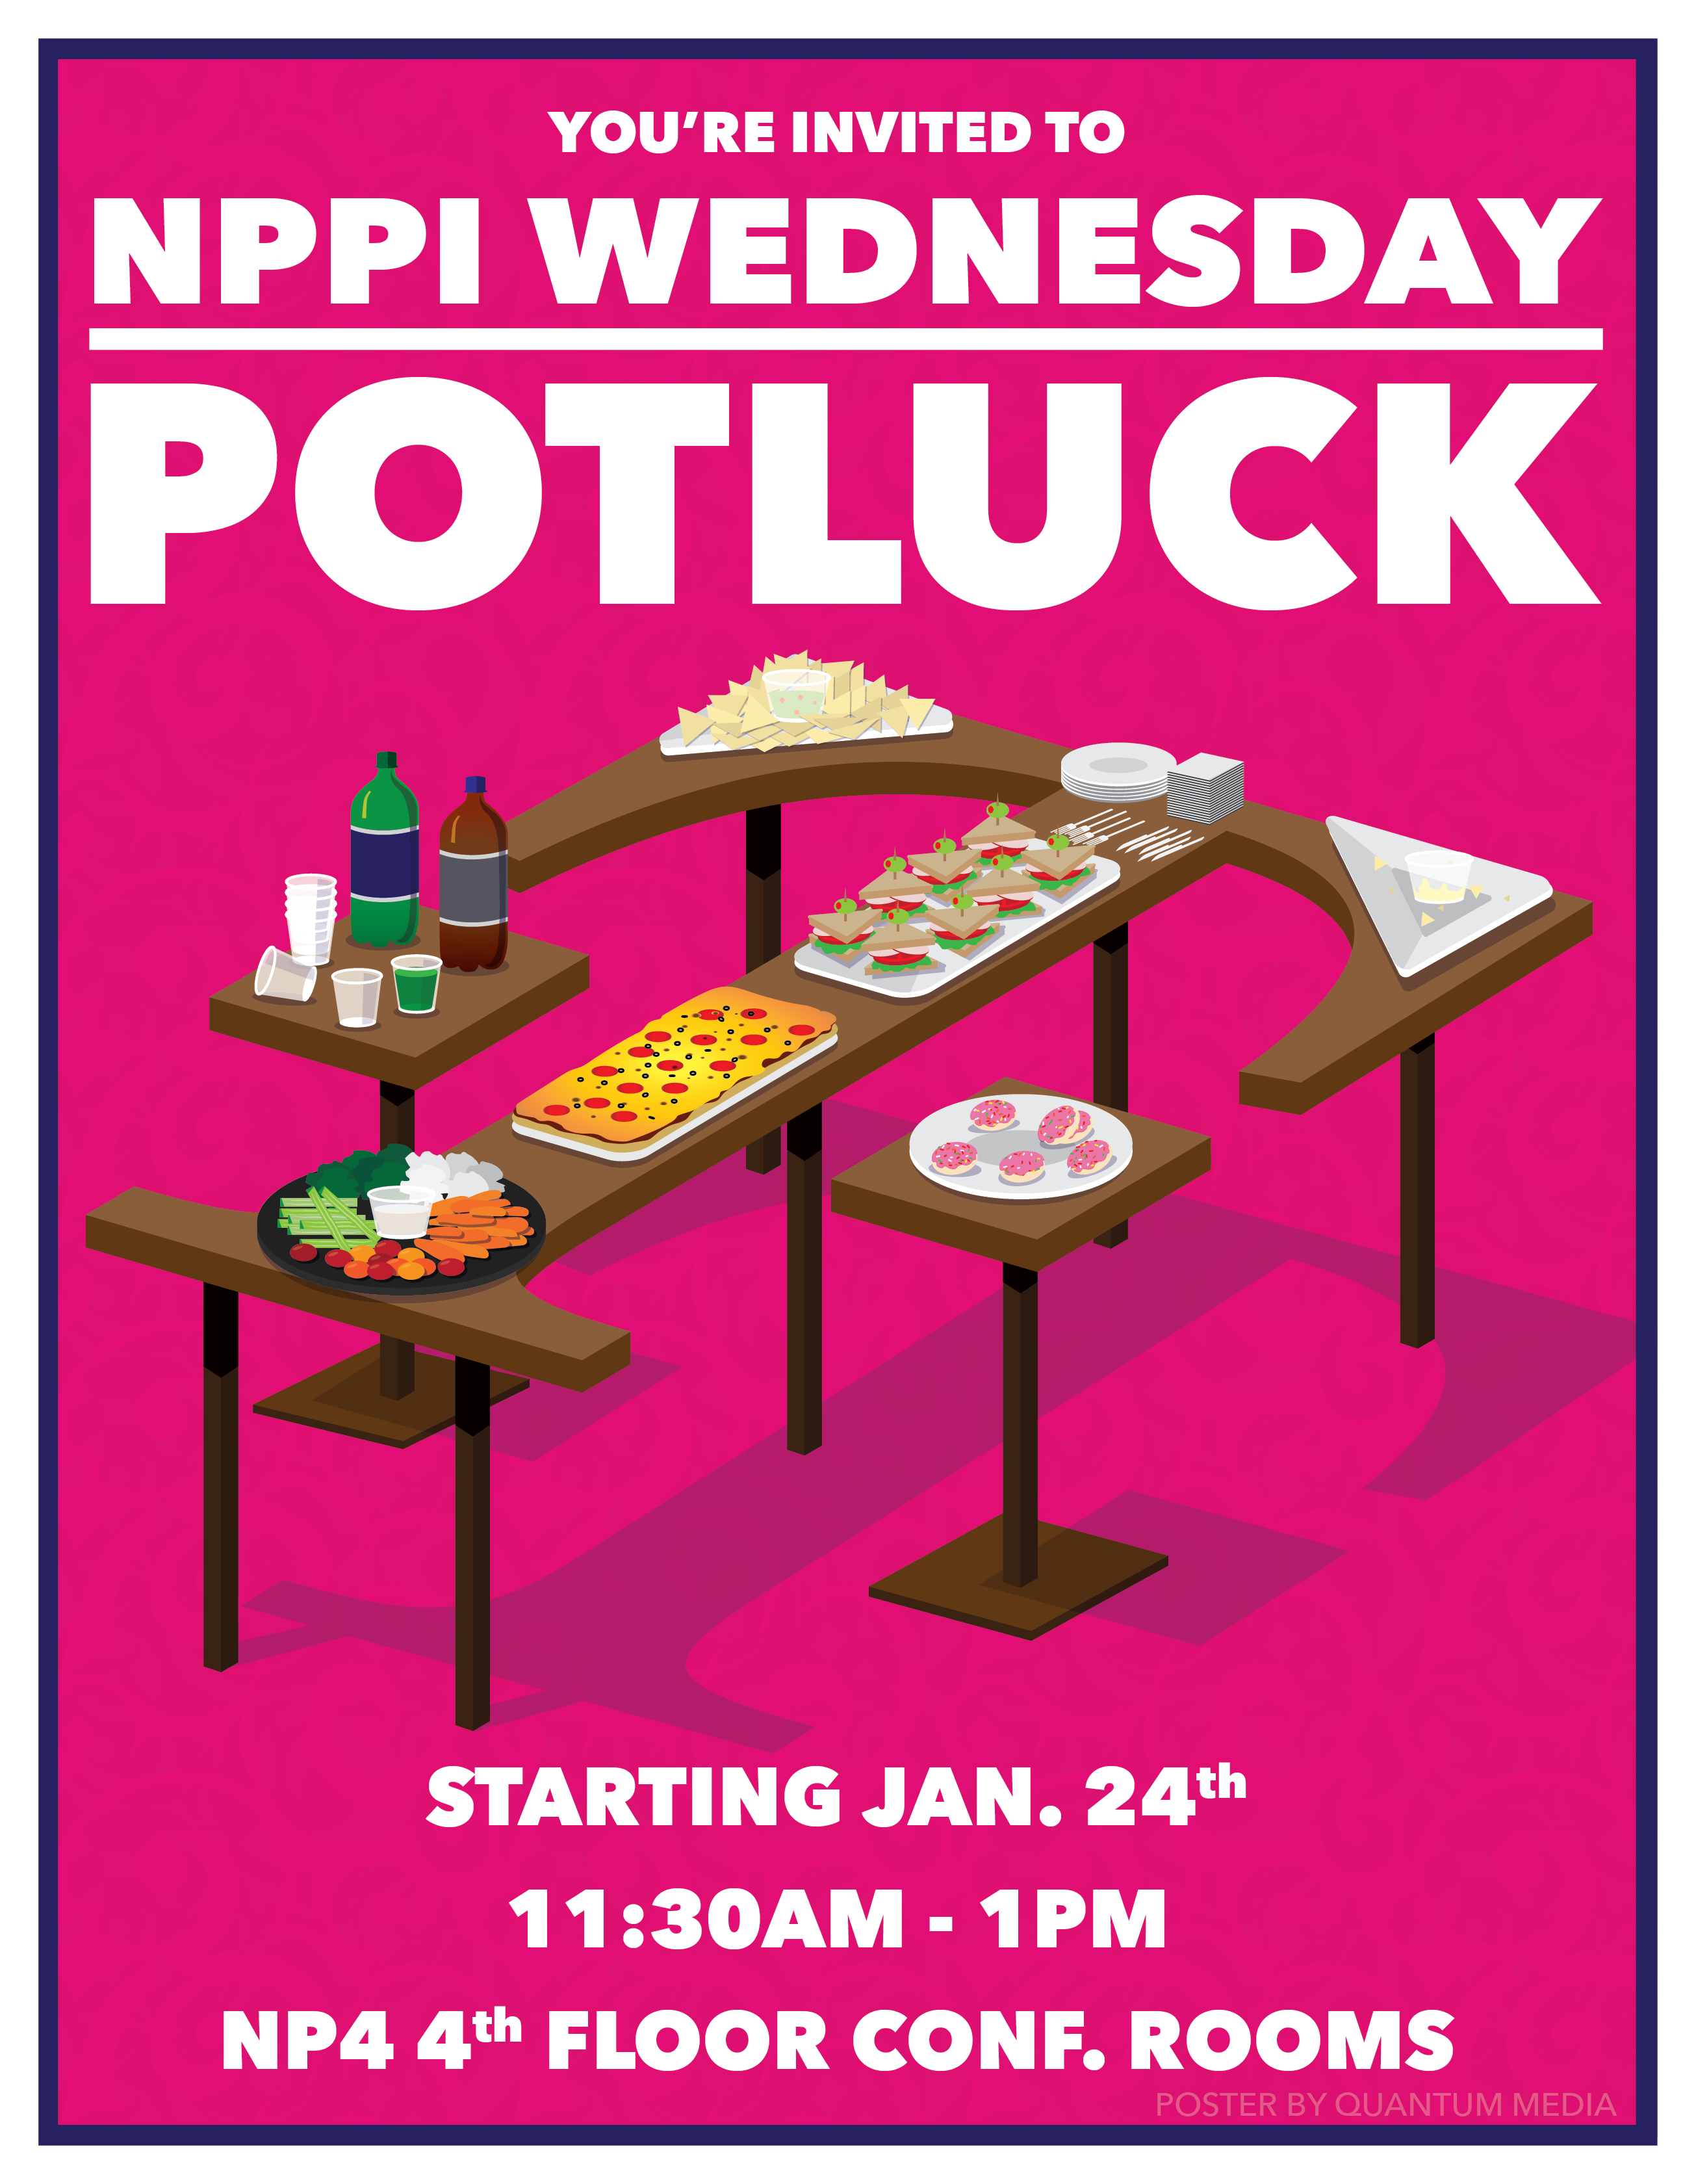 YOU'RE INVITED TO
NPPI WEDNESDAY
POTLUCK
STARTING JAN. 24th
11:30AM - 1PM
NP4 4th FLOOR CONF. ROOMS
POSTER BY QUANTUM MEDIA